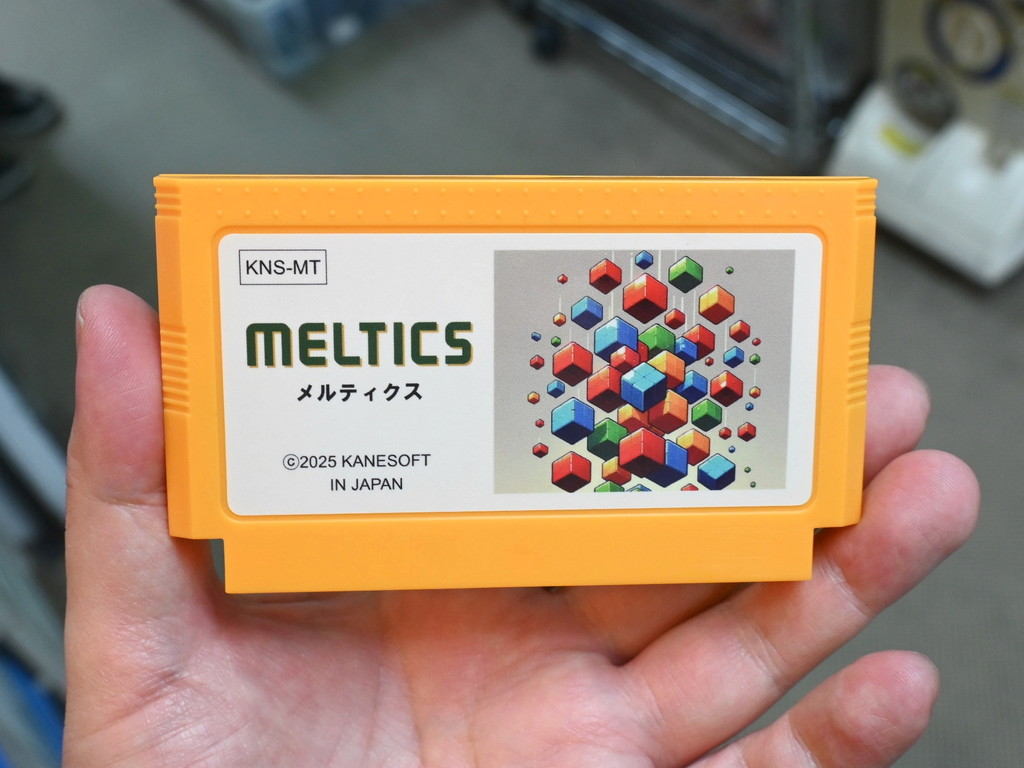 KNS-MT
MELTICS
メルティクス
©2025 KANESOFT
IN JAPAN